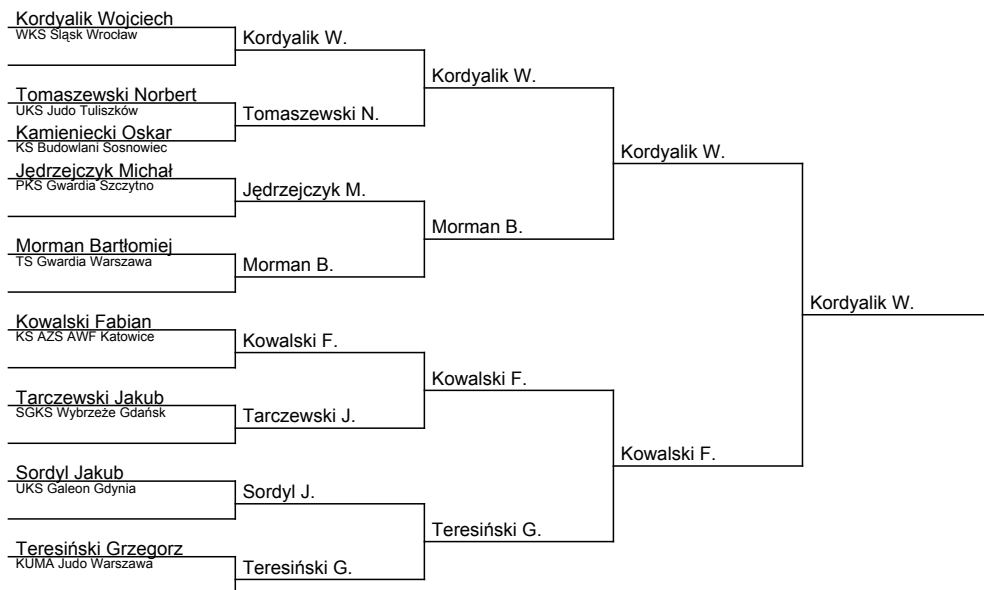 Kordyalik Wojciech
WKS Śląsk Wrocław
Kordyalik W.
Kordyalik W.
Tomaszewski Norbert
UKS Judo Tuliszków
Tomaszewski N.
Kamieniecki Oskar
KS Budowlani Sosnowiec
Kordyalik W.
Jędrzejczyk Michał
PKS Gwardia Szczytno
Jędrzejczyk M.
Morman B.
Morman Bartłomiej
TS Gwardia Warszawa
Morman B.
Kordyalik W.
Kowalski Fabian
KS AZS AWF Katowice
Kowalski F.
Kowalski F.
Tarczewski Jakub
SGKS Wybrzeże Gdańsk
Tarczewski J.
Kowalski F.
Sordyl Jakub
UKS Galeon Gdynia
Sordyl J.
Teresiński G.
Teresiński Grzegorz
KUMA Judo Warszawa
Teresiński G.